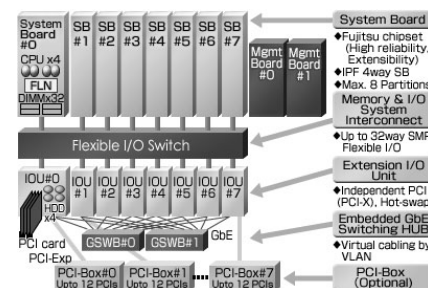 System Board #0
SB #1
SB #2
SB #3
SB #4
SB #5
SB #6
SB #7
CPU x4
FLN
DIMMx32
Mgmt Board #0
Mgmt Board #1
System Board
◆Fujitsu chipset
(High reliability,
Extensibility)
◆IPF 4way SB
◆Max. 8 Partitions
Memory & I/O
System
Interconnect
◆Up to 32way SMP
Flexible I/O
Flexible I/O Switch
IOU#0
IOU #1
IOU #2
IOU #3
IOU #4
IOU #5
IOU #6
IOU #7
HDD x4
Extension I/O
Unit
◆Independent PCI
(PCI-X), Hot-swap
PCI card
PCI-Exp
GSWB#0
GSWB#1
GbE
Embedded GbE
Switching HUB
◆Virtual cabling by
VLAN
PCI-Box#0
Upto 12 PCIs
PCI-Box#1
Upto 12 PCIs
PCI-Box#7
Upto 12 PCIs
PCI-Box
(Optional)